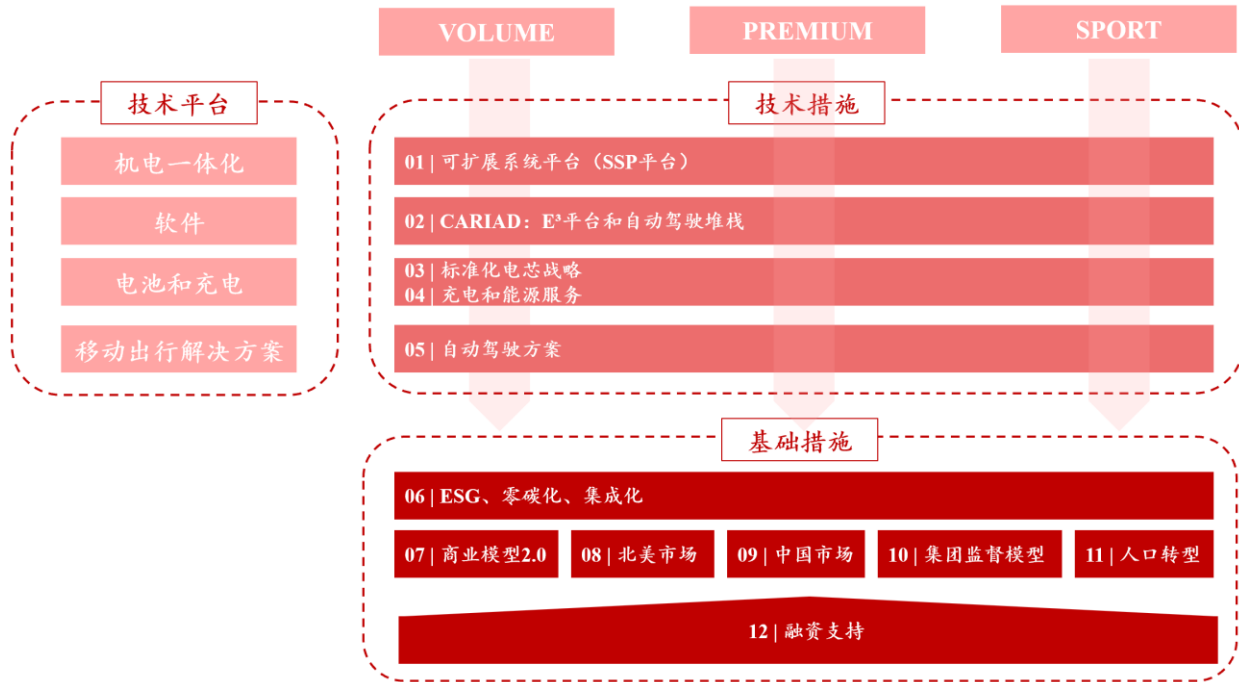 VOLUME
PREMIUM
SPORT
技术平台
机电一体化
软件
电池和充电
移动出行解决方案
技术措施
01 | 可扩展系统平台（SSP平台）
02 | CARIAD：E³平台和自动驾驶堆栈
03 | 标准化电芯战略
04 | 充电和能源服务
05 | 自动驾驶方案
基础措施
06 | ESG、零碳化、集成化
07 | 商业模型2.0
08 | 北美市场
09 | 中国市场
10 | 集团监督模型
11 | 人口转型
12 | 融资支持